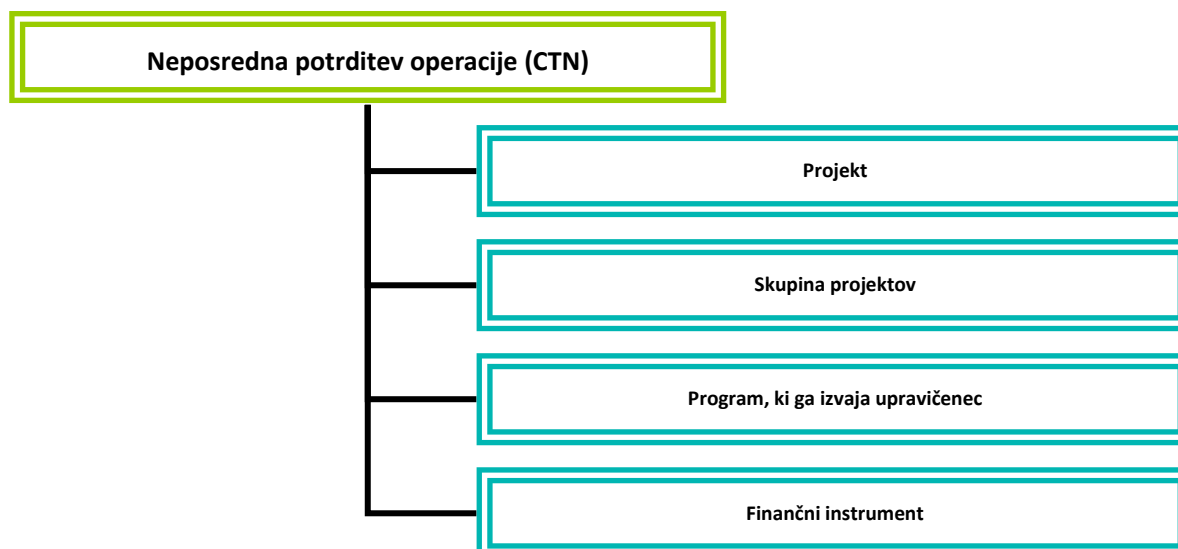 Neposredna potrditev operacije (CTN)
Projekt
Skupina projektov
Program, ki ga izvaja upravičenec
Finančni instrument